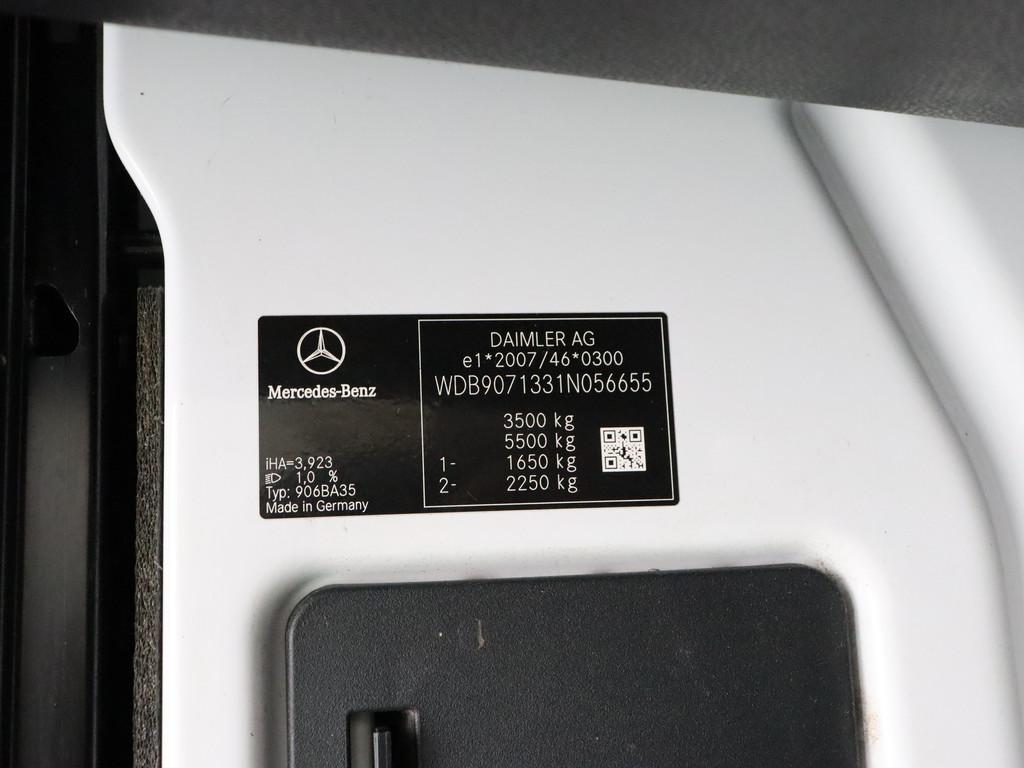 Mercedes-Benz
iHA=3,923
1,0 %
Typ: 906BA35
Made in Germany
DAIMLER AG
e1*2007/46*0300
WDB9071331N056655
3500 kg
5500 kg
1- 1650 kg
2- 2250 kg